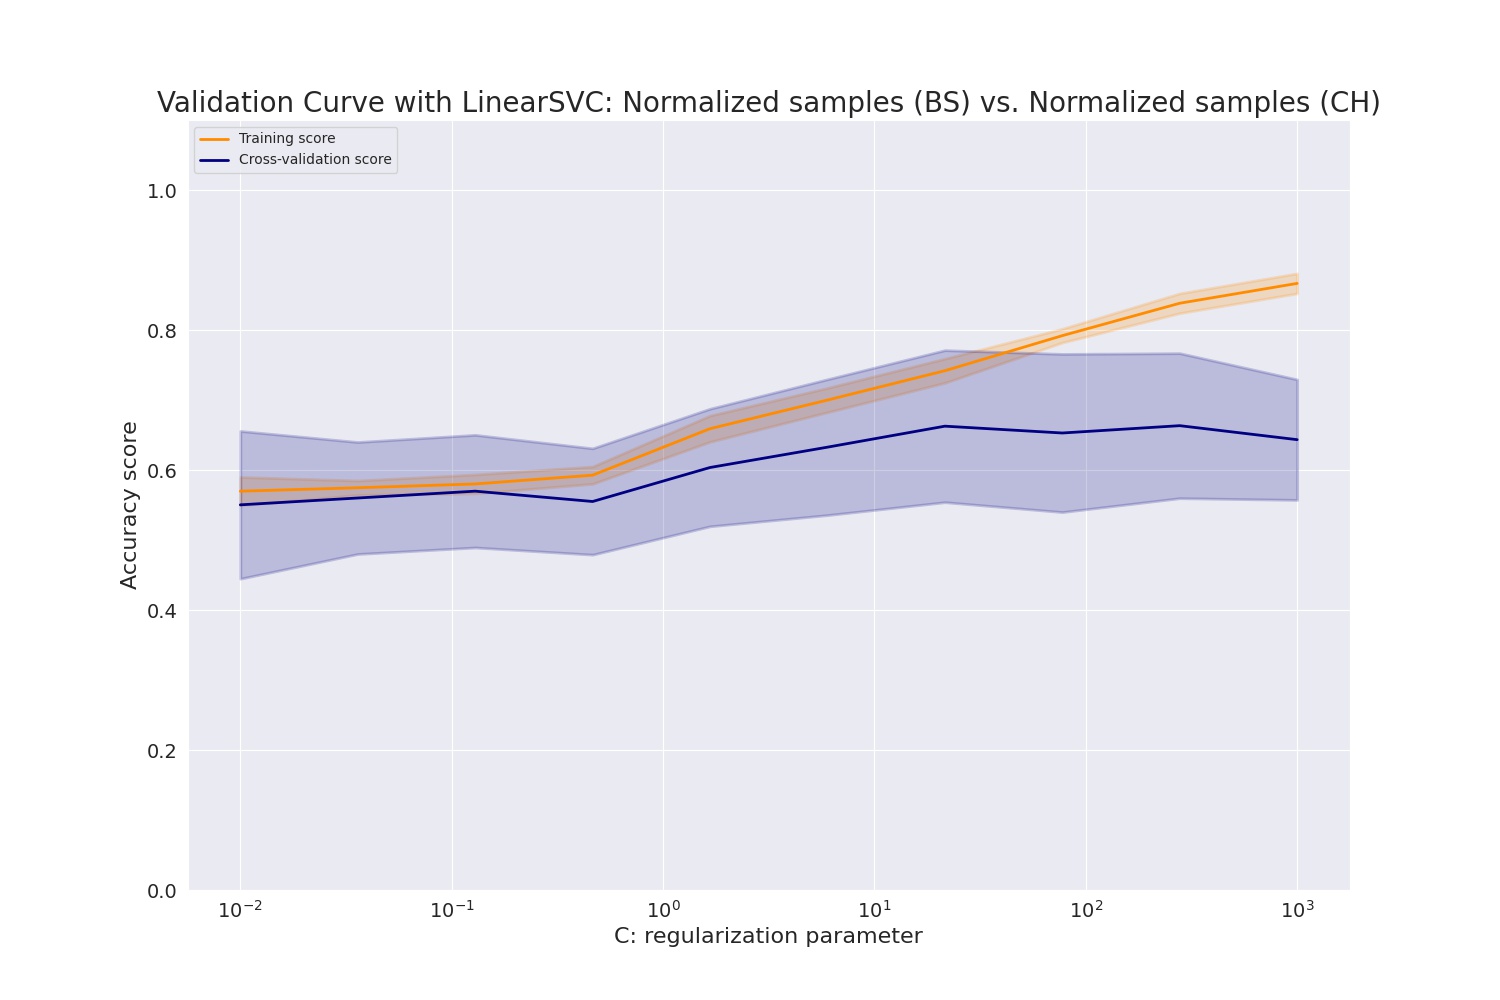 Validation Curve with LinearSVC: Normalized samples (BS) vs. Normalized samples (CH)
Training score
Cross-validation score
1.0
0.8
0.6
0.4
0.2
0.0
Accuracy score
10⁻² 10⁻¹ 10⁰ 10¹ 10² 10³
C: regularization parameter